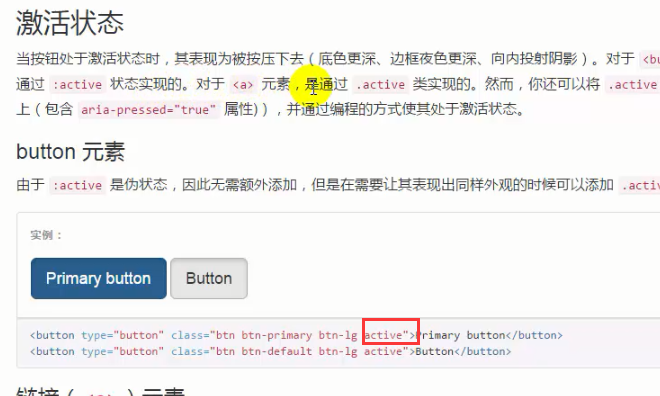 激活状态
当按钮处于激活状态时，其表现为被按压下去（底色更深、边框夜色更深、向内投射阴影）。对于 <bu
通过 :active 状态实现的。对于 <a> 元素，是通过 .active 类实现的。然而，你还可以将 .active
上（包含 aria-pressed="true" 属性)），并通过编程的方式使其处于激活状态。
button 元素
由于 :active 是伪状态，因此无需额外添加，但是在需要让其表现出同样外观的时候可以添加 .activ
实例：
Primary button Button
<button type="button" class="btn btn-primary btn-lg active">Primary button</button>
<button type="button" class="btn btn-default btn-lg active">Button</button>
链接（<a>）元素